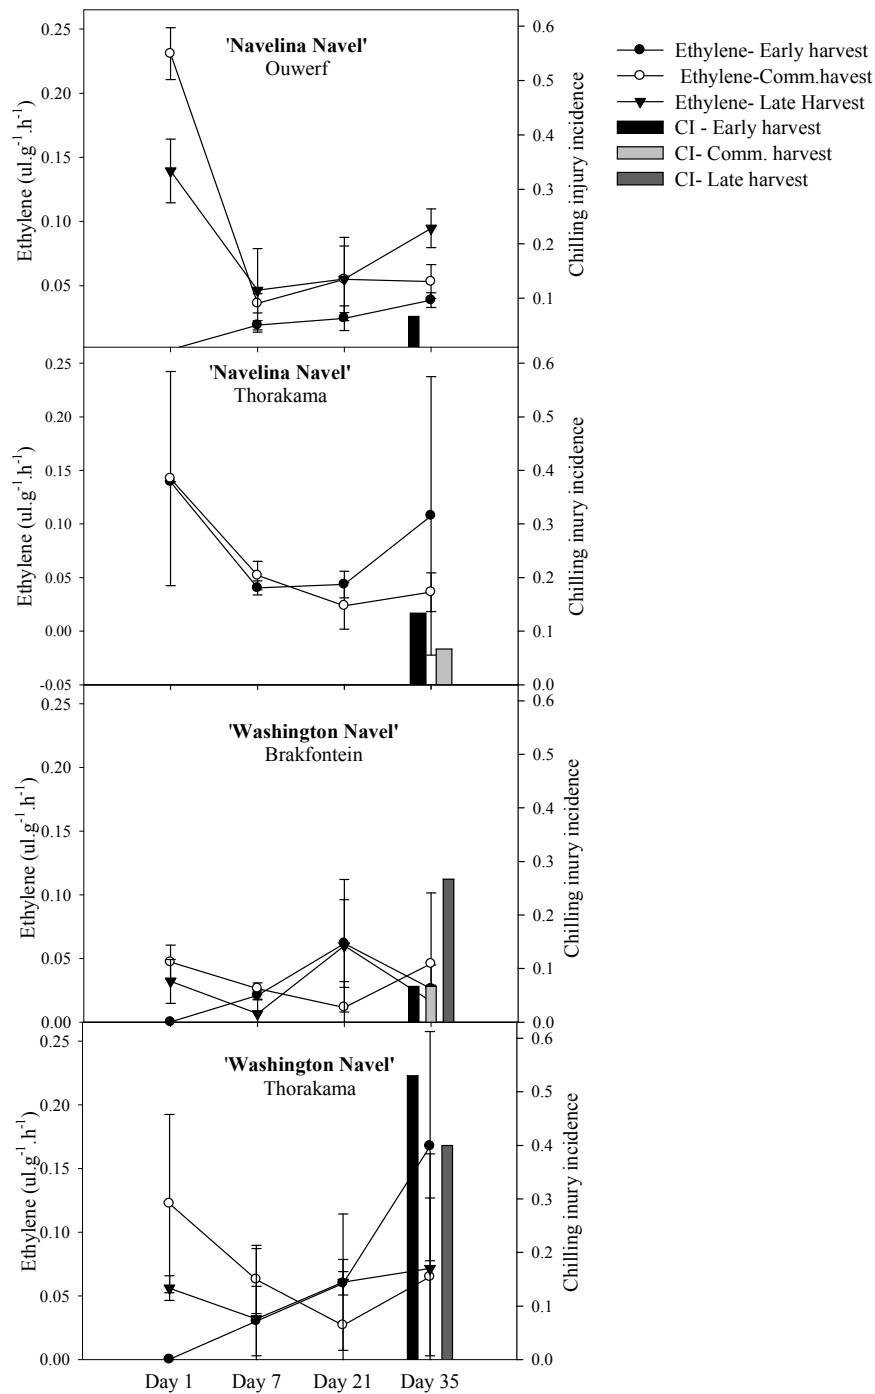 'Navelina Navel'
Ouwerf
Ethylene (ul.g-1.h-1)
0.25
0.20
0.15
0.10
0.05
0.6
0.5
0.4
0.3
0.2
0.1
Chilling injury incidence
Ethylene- Early harvest
Ethylene-Comm.havest
Ethylene- Late Harvest
CI - Early harvest
CI- Comm. harvest
CI- Late harvest
'Navelina Navel'
Thorakama
Ethylene (ul.g-1.h-1)
0.25
0.20
0.15
0.10
0.05
0.00
-0.05
0.6
0.5
0.4
0.3
0.2
0.1
0.0
Chilling inury incidence
'Washington Navel'
Brakfontein
Ethylene (ul.g-1.h-1)
0.25
0.20
0.15
0.10
0.05
0.00
0.6
0.5
0.4
0.3
0.2
0.1
0.0
Chilling inury incidence
'Washington Navel'
Thorakama
Ethylene (ul.g-1.h-1)
0.25
0.20
0.15
0.10
0.05
0.00
0.6
0.5
0.4
0.3
0.2
0.1
0.0
Chilling inury incidence
Day 1 Day 7 Day 21 Day 35